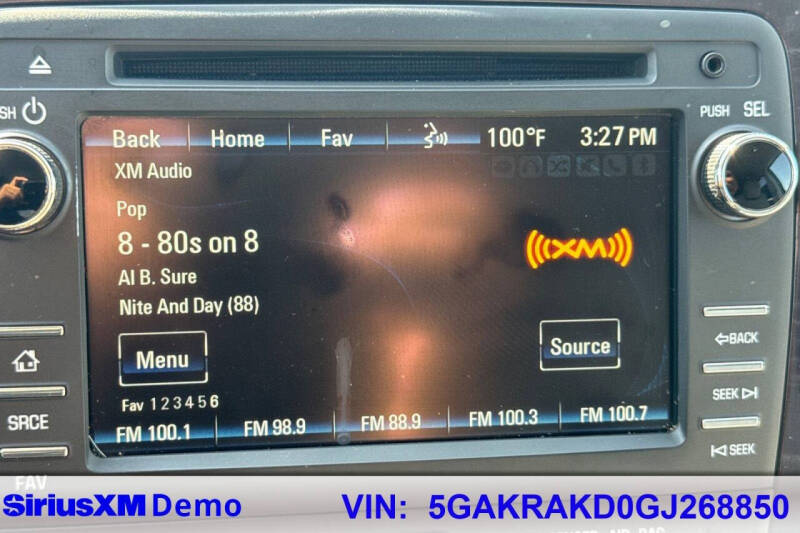 PUSH SEL
Back Home Fav 100°F 3:27 PM
XM Audio
Pop
8 - 80s on 8
Al B. Sure
Nite And Day (88)
((XM))
Menu
Source
Fav 1 2 3 4 5 6
FM 100.1 FM 98.9 FM 88.9 FM 100.3 FM 100.7
BACK
SEEK
SEEK
SRCE
FAV
SiriusXM Demo VIN: 5GAKRAKD0GJ268850